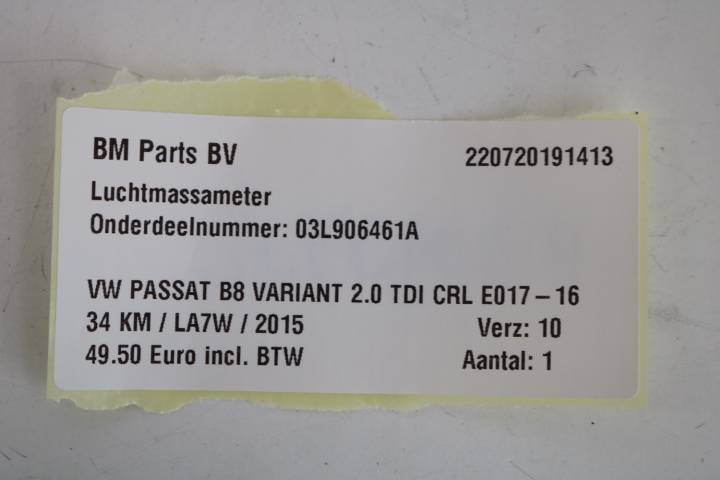 BM Parts BV 220720191413
Luchtmassameter
Onderdeelnummer: 03L906461A
VW PASSAT B8 VARIANT 2.0 TDI CRL E017-16
34 KM / LA7W / 2015 Verz: 10
49.50 Euro incl. BTW Aantal: 1